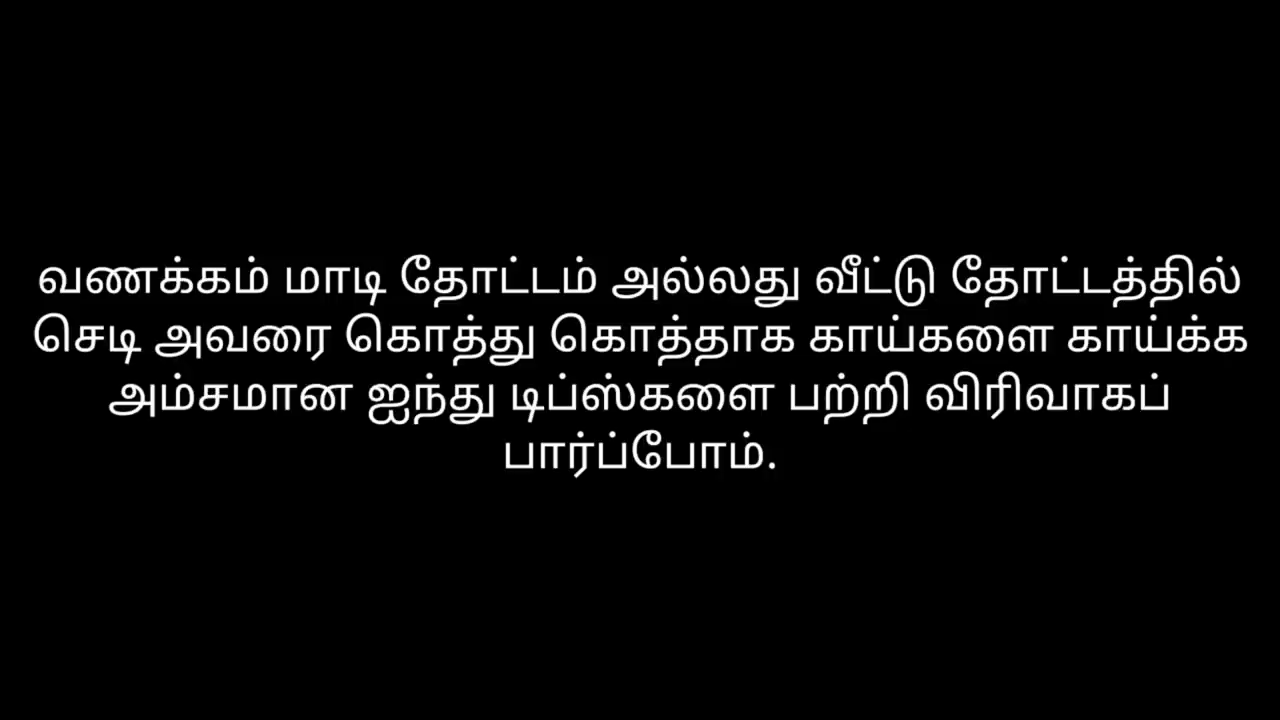 வணக்கம் மாடி தோட்டம் அல்லது வீட்டு தோட்டத்தில்
செடி அவரை கொத்து கொத்தாக காய்களை காய்க்க
அம்சமான ஐந்து டிப்ஸ்களை பற்றி விரிவாகப்
பார்ப்போம்.